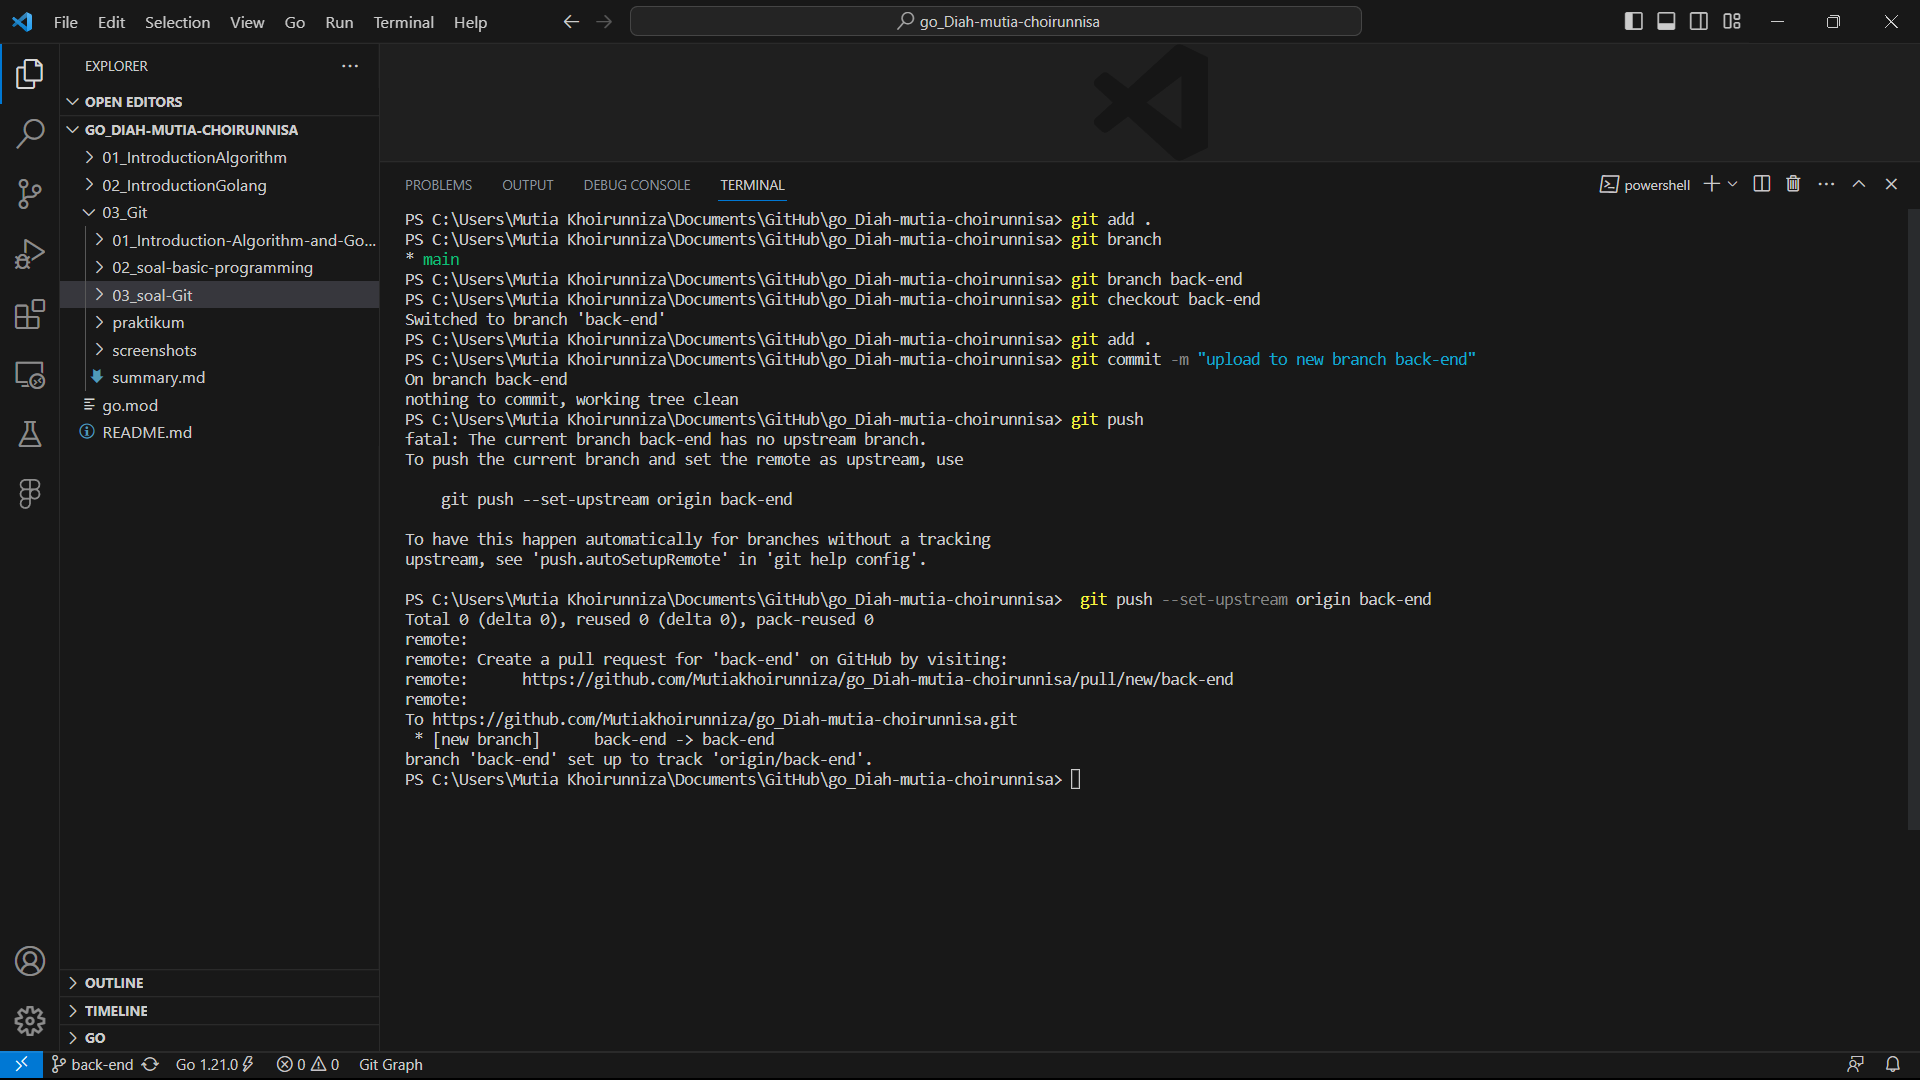 File Edit Selection View Go Run Terminal Help
go_Diah-mutia-choirunnisa
EXPLORER
OPEN EDITORS
GO_DIAH-MUTIA-CHOIRUNNISA
01_IntroductionAlgorithm
02_IntroductionGolang
03_Git
01_Introduction-Algorithm-and-Go...
02_soal-basic-programming
03_soal-Git
praktikum
screenshots
summary.md
go.mod
README.md
OUTLINE
TIMELINE
GO
PROBLEMS OUTPUT DEBUG CONSOLE TERMINAL
powershell
PS C:\Users\Mutia Khoirunniza\Documents\GitHub\go_Diah-mutia-choirunnisa> git add .
PS C:\Users\Mutia Khoirunniza\Documents\GitHub\go_Diah-mutia-choirunnisa> git branch
* main
PS C:\Users\Mutia Khoirunniza\Documents\GitHub\go_Diah-mutia-choirunnisa> git branch back-end
PS C:\Users\Mutia Khoirunniza\Documents\GitHub\go_Diah-mutia-choirunnisa> git checkout back-end
Switched to branch 'back-end'
PS C:\Users\Mutia Khoirunniza\Documents\GitHub\go_Diah-mutia-choirunnisa> git add .
PS C:\Users\Mutia Khoirunniza\Documents\GitHub\go_Diah-mutia-choirunnisa> git commit -m "upload to new branch back-end"
On branch back-end
nothing to commit, working tree clean
PS C:\Users\Mutia Khoirunniza\Documents\GitHub\go_Diah-mutia-choirunnisa> git push
fatal: The current branch back-end has no upstream branch.
To push the current branch and set the remote as upstream, use
git push --set-upstream origin back-end
To have this happen automatically for branches without a tracking
upstream, see 'push.autoSetupRemote' in 'git help config'.
PS C:\Users\Mutia Khoirunniza\Documents\GitHub\go_Diah-mutia-choirunnisa>  git push --set-upstream origin back-end
Total 0 (delta 0), reused 0 (delta 0), pack-reused 0
remote:
remote: Create a pull request for 'back-end' on GitHub by visiting:
remote:      https://github.com/Mutiakhoirunniza/go_Diah-mutia-choirunnisa/pull/new/back-end
remote:
To https://github.com/Mutiakhoirunniza/go_Diah-mutia-choirunnisa.git
* [new branch]      back-end -> back-end
branch 'back-end' set up to track 'origin/back-end'.
PS C:\Users\Mutia Khoirunniza\Documents\GitHub\go_Diah-mutia-choirunnisa>
back-end Go 1.21.0 0 0 Git Graph